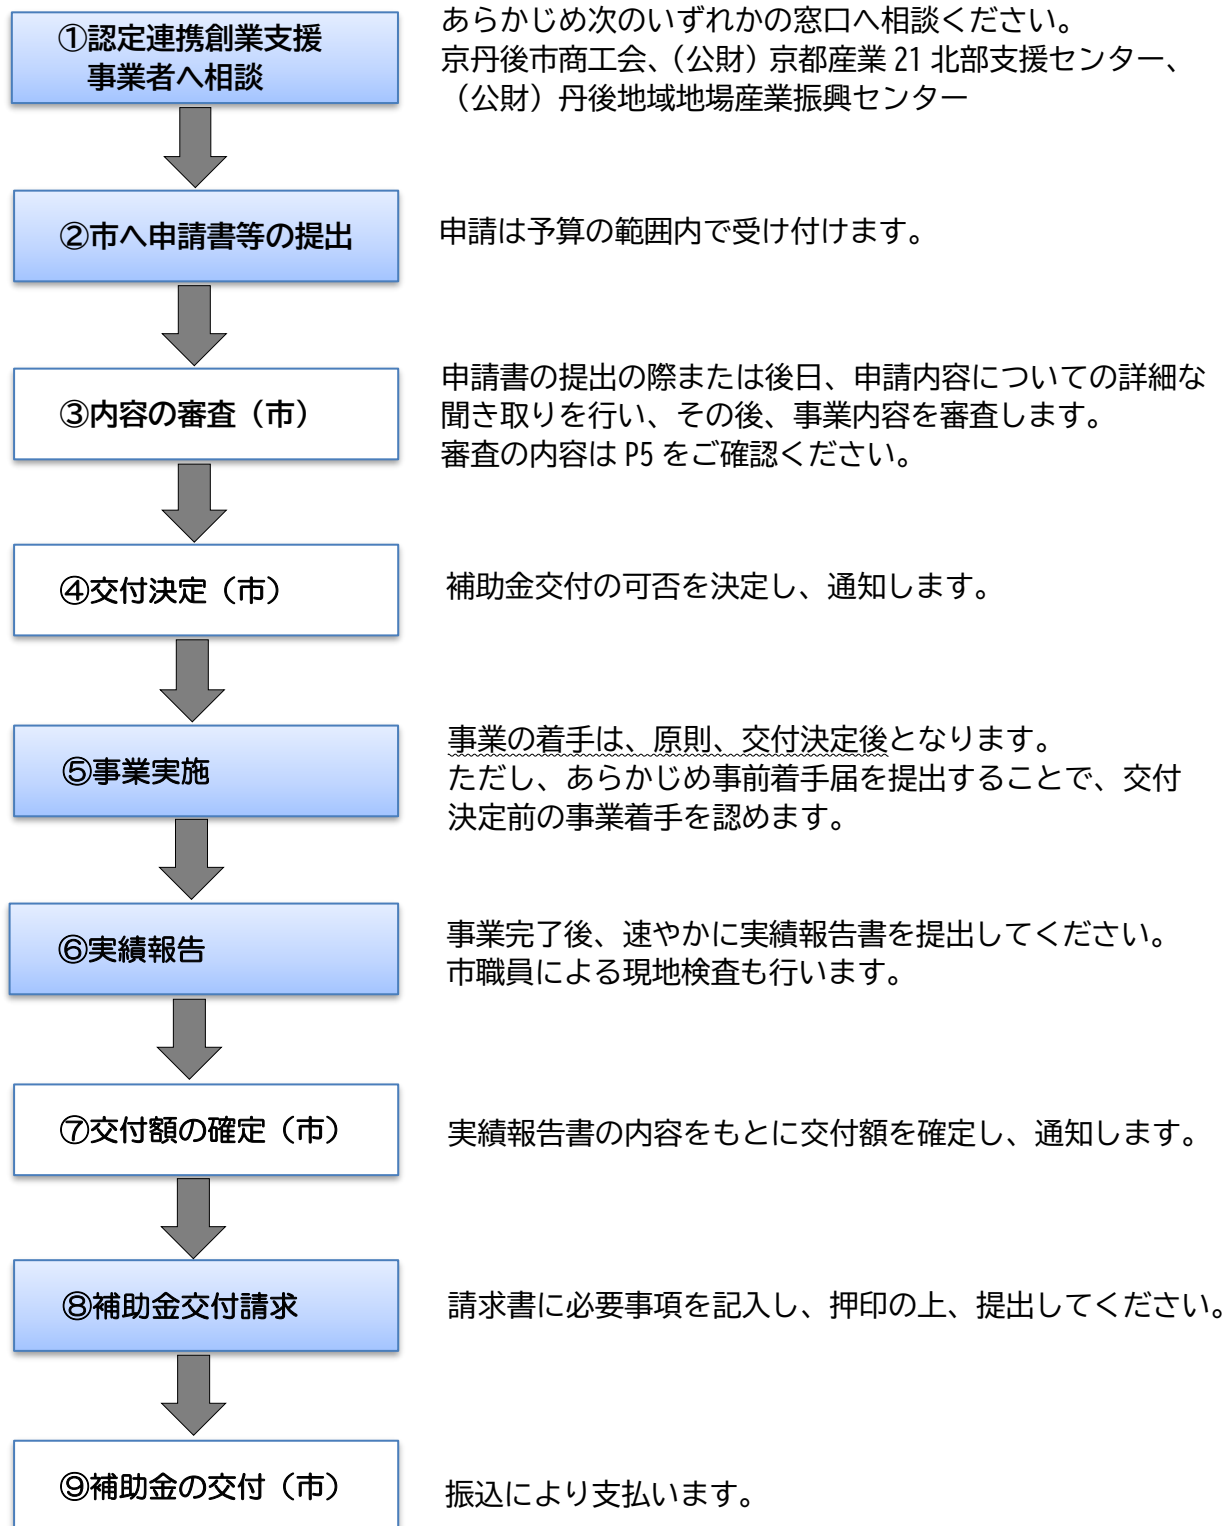 ①認定連携創業支援
事業者へ相談
あらかじめ次のいずれかの窓口へ相談ください。
京丹後市商工会、（公財）京都産業 21 北部支援センター、
（公財）丹後地域地場産業振興センター
②市へ申請書等の提出
申請は予算の範囲内で受け付けます。
③内容の審査（市）
申請書の提出の際または後日、申請内容についての詳細な
聞き取りを行い、その後、事業内容を審査します。
審査の内容は P5 をご確認ください。
④交付決定（市）
補助金交付の可否を決定し、通知します。
⑤事業実施
事業の着手は、原則、交付決定後となります。
ただし、あらかじめ事前着手届を提出することで、交付
決定前の事業着手を認めます。
⑥実績報告
事業完了後、速やかに実績報告書を提出してください。
市職員による現地検査も行います。
⑦交付額の確定（市）
実績報告書の内容をもとに交付額を確定し、通知します。
⑧補助金交付請求
請求書に必要事項を記入し、押印の上、提出してください。
⑨補助金の交付（市）
振込により支払います。